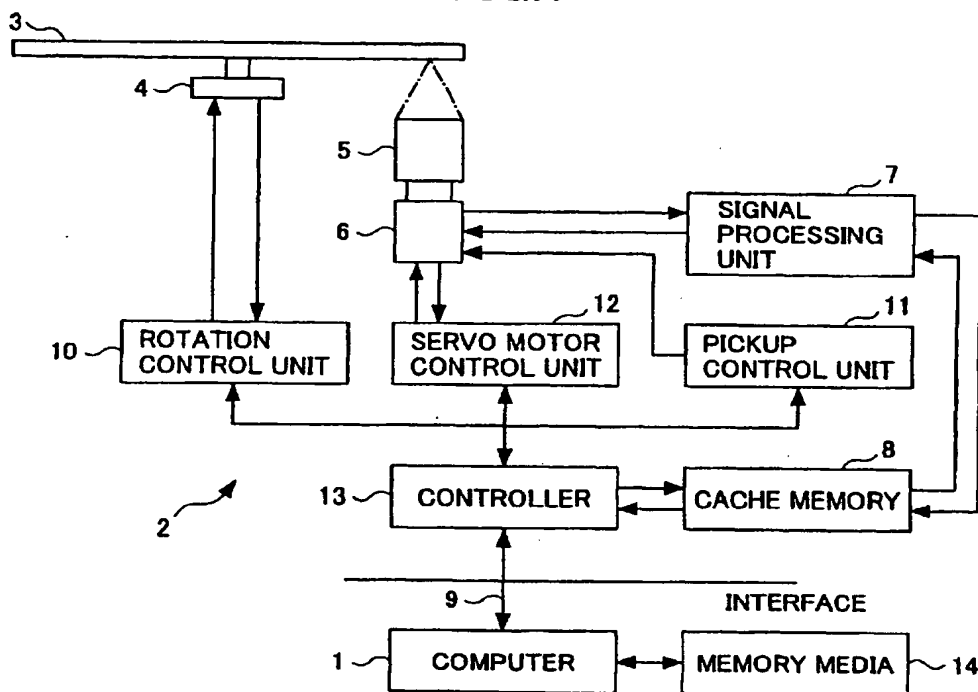 3
4
5
7
SIGNAL
PROCESSING
UNIT
6
12
11
10
ROTATION
CONTROL UNIT
SERVO MOTOR
CONTROL UNIT
PICKUP
CONTROL UNIT
8
13
CONTROLLER
CACHE MEMORY
2
9
INTERFACE
1
COMPUTER
MEMORY MEDIA
14